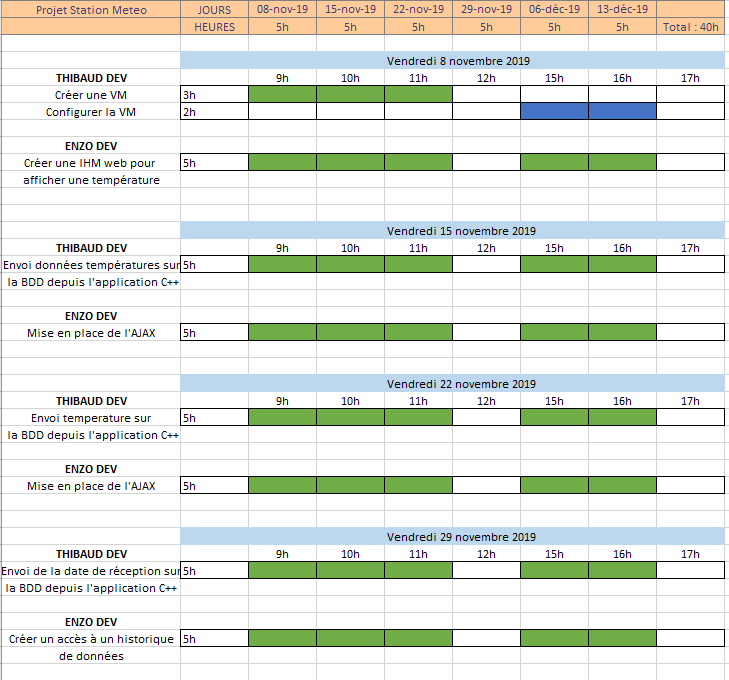 Projet Station Meteo JOURS 08-nov-19 15-nov-19 22-nov-19 29-nov-19 06-déc-19 13-déc-19
HEURES 5h 5h 5h 5h 5h 5h Total : 40h
Vendredi 8 novembre 2019
THIBAUD DEV 9h 10h 11h 12h 15h 16h 17h
Créer une VM 3h
Configurer la VM 2h
ENZO DEV
Créer une IHM web pour 5h
afficher une température
Vendredi 15 novembre 2019
THIBAUD DEV 9h 10h 11h 12h 15h 16h 17h
Envoi données températures sur 5h
la BDD depuis l'application C++
ENZO DEV
Mise en place de l'AJAX 5h
Vendredi 22 novembre 2019
THIBAUD DEV 9h 10h 11h 12h 15h 16h 17h
Envoi temperature sur 5h
la BDD depuis l'application C++
ENZO DEV
Mise en place de l'AJAX 5h
Vendredi 29 novembre 2019
THIBAUD DEV 9h 10h 11h 12h 15h 16h 17h
Envoi de la date de réception sur 5h
la BDD depuis l'application C++
ENZO DEV
Créer un accès à un historique 5h
de données